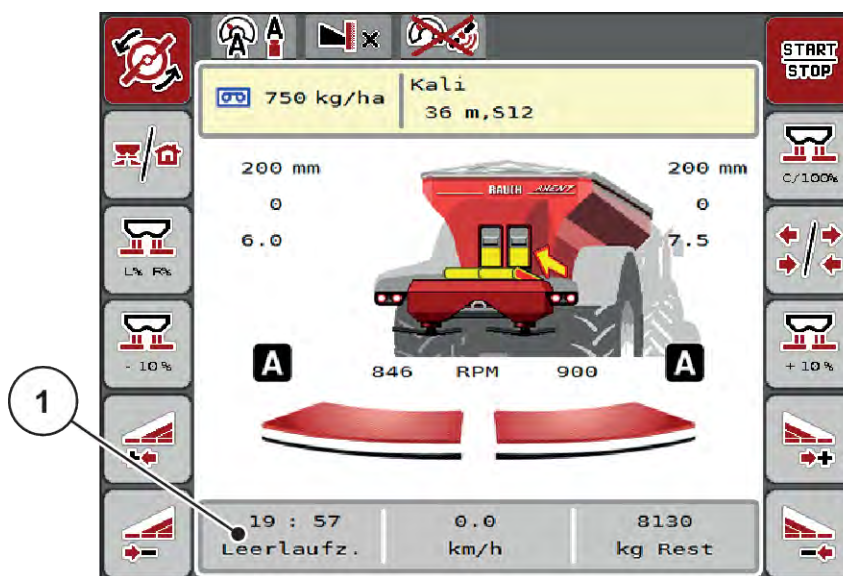 A A
START
STOP
750 kg/ha
Kali
36 m,S12
200 mm
200 mm
RAUCH AXENT
0
6.0
7.5
C/100%
L% R%
- 10 %
+ 10 %
A
846 RPM 900
A
1
19 : 57
Leerlaufz.
0.0
km/h
8130
kg Rest